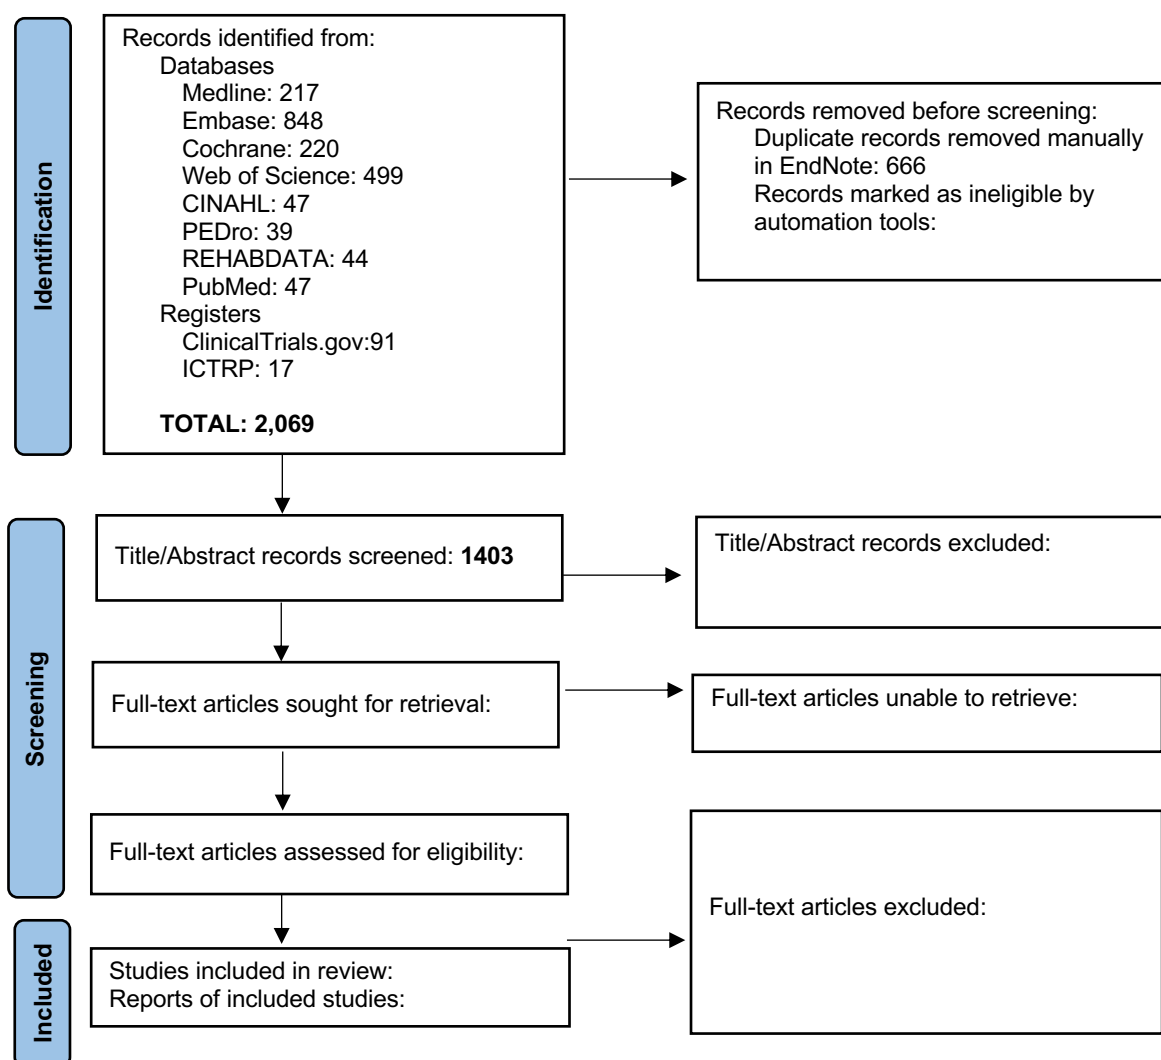 Identification
Records identified from:
Databases
Medline: 217
Embase: 848
Cochrane: 220
Web of Science: 499
CINAHL: 47
PEDro: 39
REHABDATA: 44
PubMed: 47
Registers
ClinicalTrials.gov:91
ICTRP: 17
TOTAL: 2,069
Records removed before screening:
Duplicate records removed manually
in EndNote: 666
Records marked as ineligible by
automation tools:
Screening
Title/Abstract records screened: 1403
Title/Abstract records excluded:
Full-text articles sought for retrieval:
Full-text articles unable to retrieve:
Full-text articles assessed for eligibility:
Full-text articles excluded:
Included
Studies included in review:
Reports of included studies: